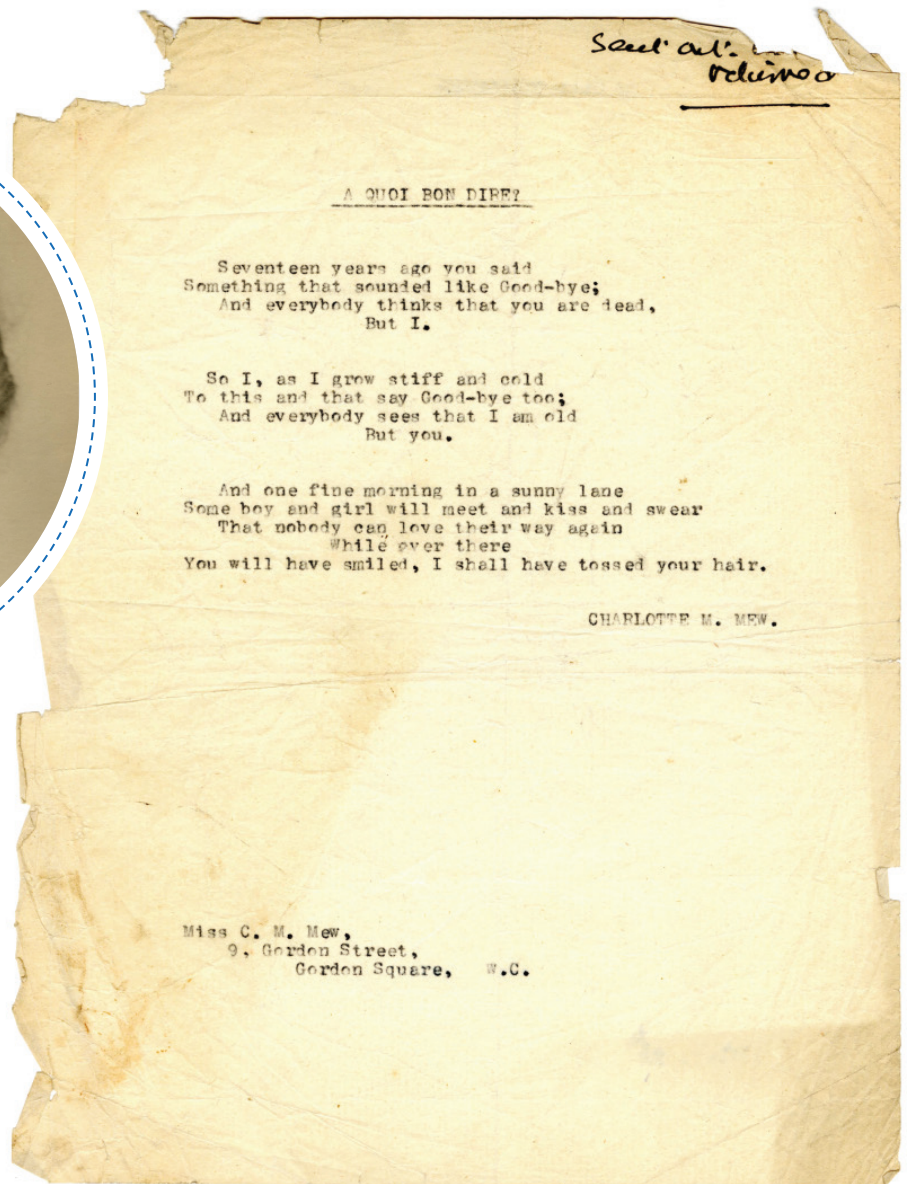 Sent out
returned
A QUOI BON DIRE?
Seventeen years ago you said
Something that sounded like Good-bye;
And everybody thinks that you are dead,
But I.
So I, as I grow stiff and cold
To this and that say Good-bye too;
And everybody sees that I am old
But you.
And one fine morning in a sunny lane
Some boy and girl will meet and kiss and swear
That nobody can love their way again
While over there
You will have smiled, I shall have tossed your hair.
CHARLOTTE M. MEW.
Miss C. M. Mew,
9, Gordon Street,
Gordon Square, W.C.